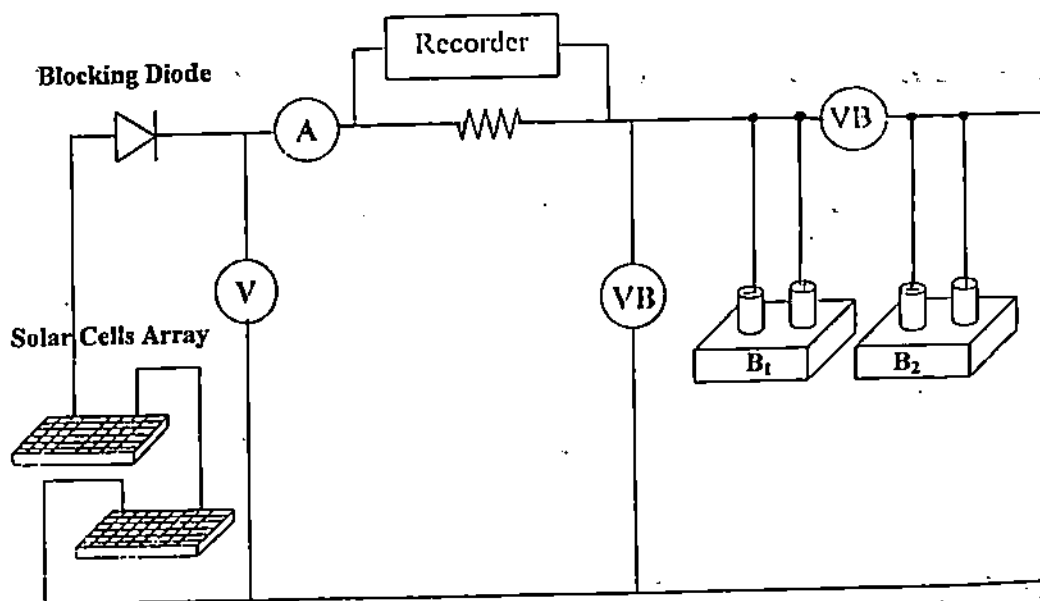 Recorder
Blocking Diode
A
VB
V
VB
Solar Cells Array
B₁
B₂